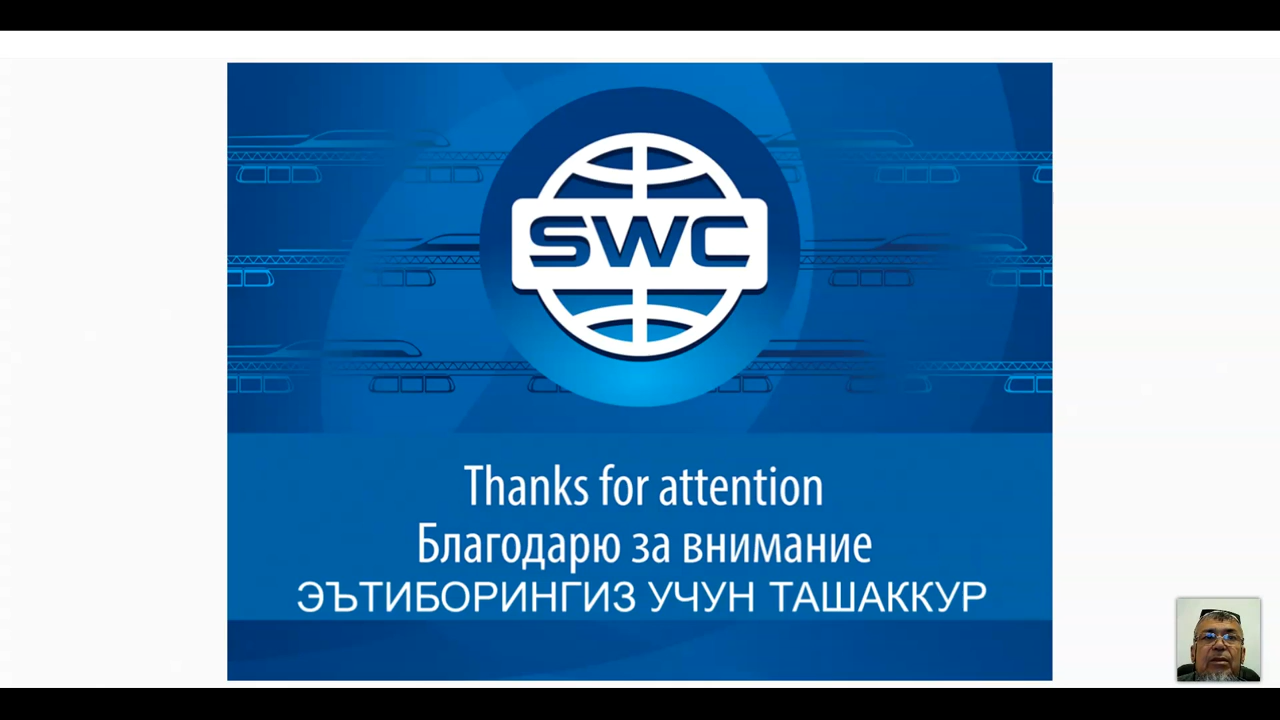 SWC
Thanks for attention
Благодарю за внимание
ЭЪТИБОРИНГИЗ УЧУН ТАШАККУР